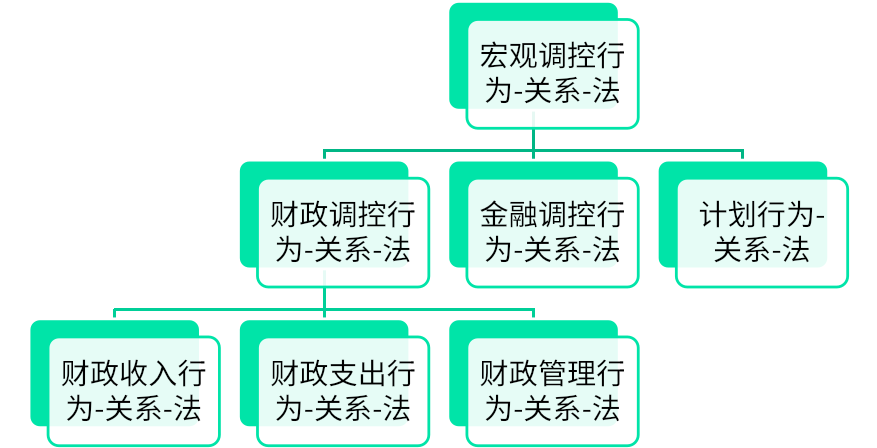 宏观调控行
为-关系-法
财政调控行
为-关系-法
金融调控行
为-关系-法
计划行为-
关系-法
财政收入行
为-关系-法
财政支出行
为-关系-法
财政管理行
为-关系-法